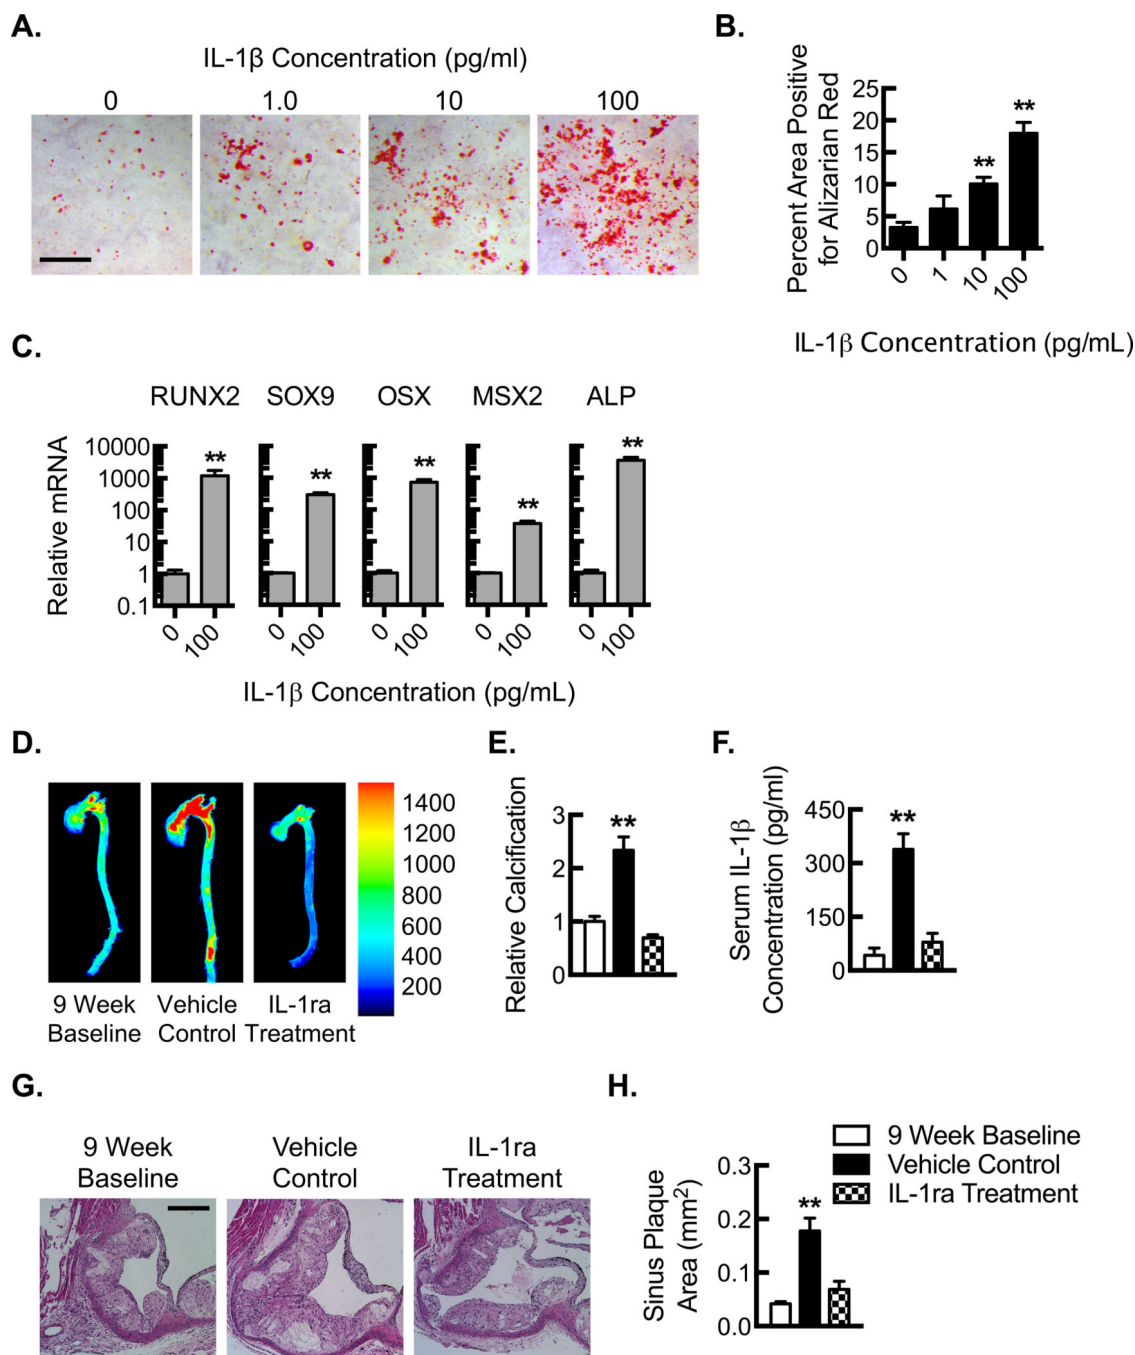 A.
IL-1β Concentration (pg/ml)
0 1.0 10 100
B.
Percent Area Positive
for Alizarian Red
25
20
15
10
5
0
**
**
0 1 10 100
IL-1β Concentration (pg/mL)
C.
RUNX2 SOX9 OSX MSX2 ALP
Relative mRNA
10000
1000
100
10
1
0.1
** ** ** ** **
0 100 0 100 0 100 0 100 0 100
IL-1β Concentration (pg/mL)
D.
9 Week
Baseline
Vehicle
Control
IL-1ra
Treatment
1400
1200
1000
800
600
400
200
E.
Relative Calcification
3
2
1
0
**
F.
Serum IL-1β
Concentration (pg/ml)
450
300
150
0
**
G.
9 Week
Baseline
Vehicle
Control
IL-1ra
Treatment
H.
9 Week Baseline
Vehicle Control
IL-1ra Treatment
Sinus Plaque
Area (mm²)
0.3
0.2
0.1
0.0
**